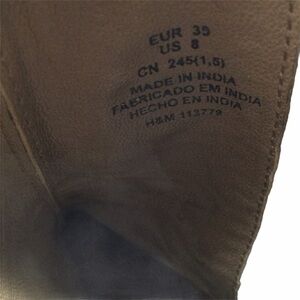 EUR 39
US 8
CN 245(1,5)
MADE IN INDIA
FABRICADO EM INDIA
HECHO EN INDIA
H&M 113779